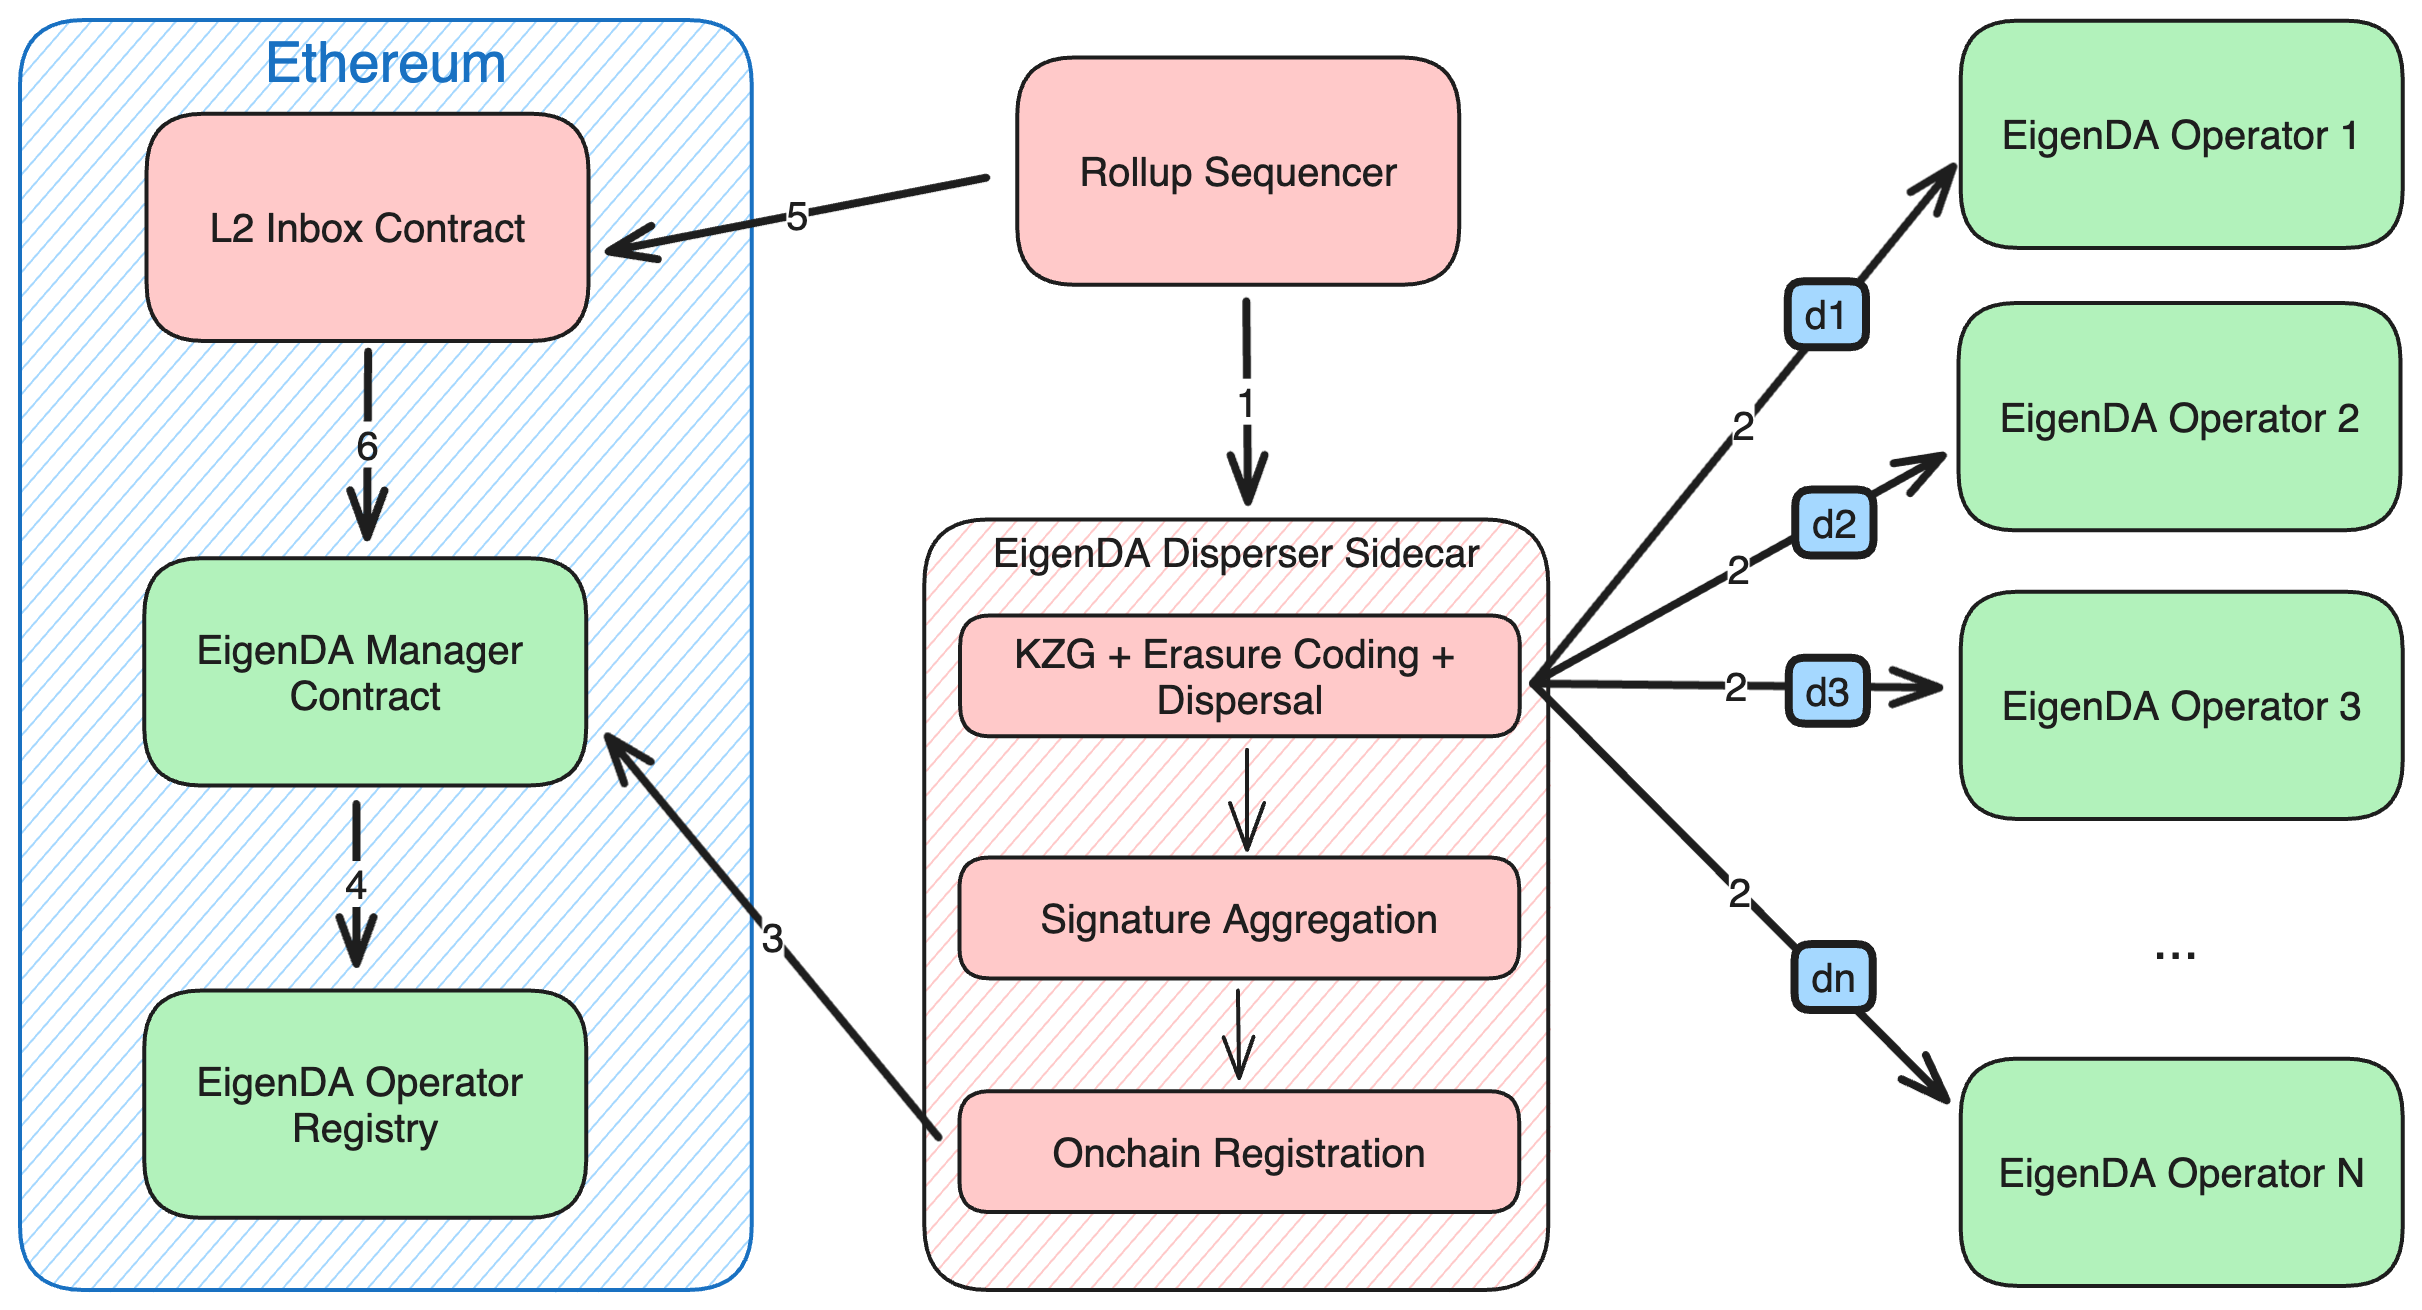 Ethereum
L2 Inbox Contract
6
EigenDA Manager
Contract
4
EigenDA Operator
Registry
5
3
Rollup Sequencer
1
EigenDA Disperser Sidecar
KZG + Erasure Coding +
Dispersal
Signature Aggregation
Onchain Registration
2
d1
2
d2
2
d3
2
dn
EigenDA Operator 1
EigenDA Operator 2
EigenDA Operator 3
...
EigenDA Operator N